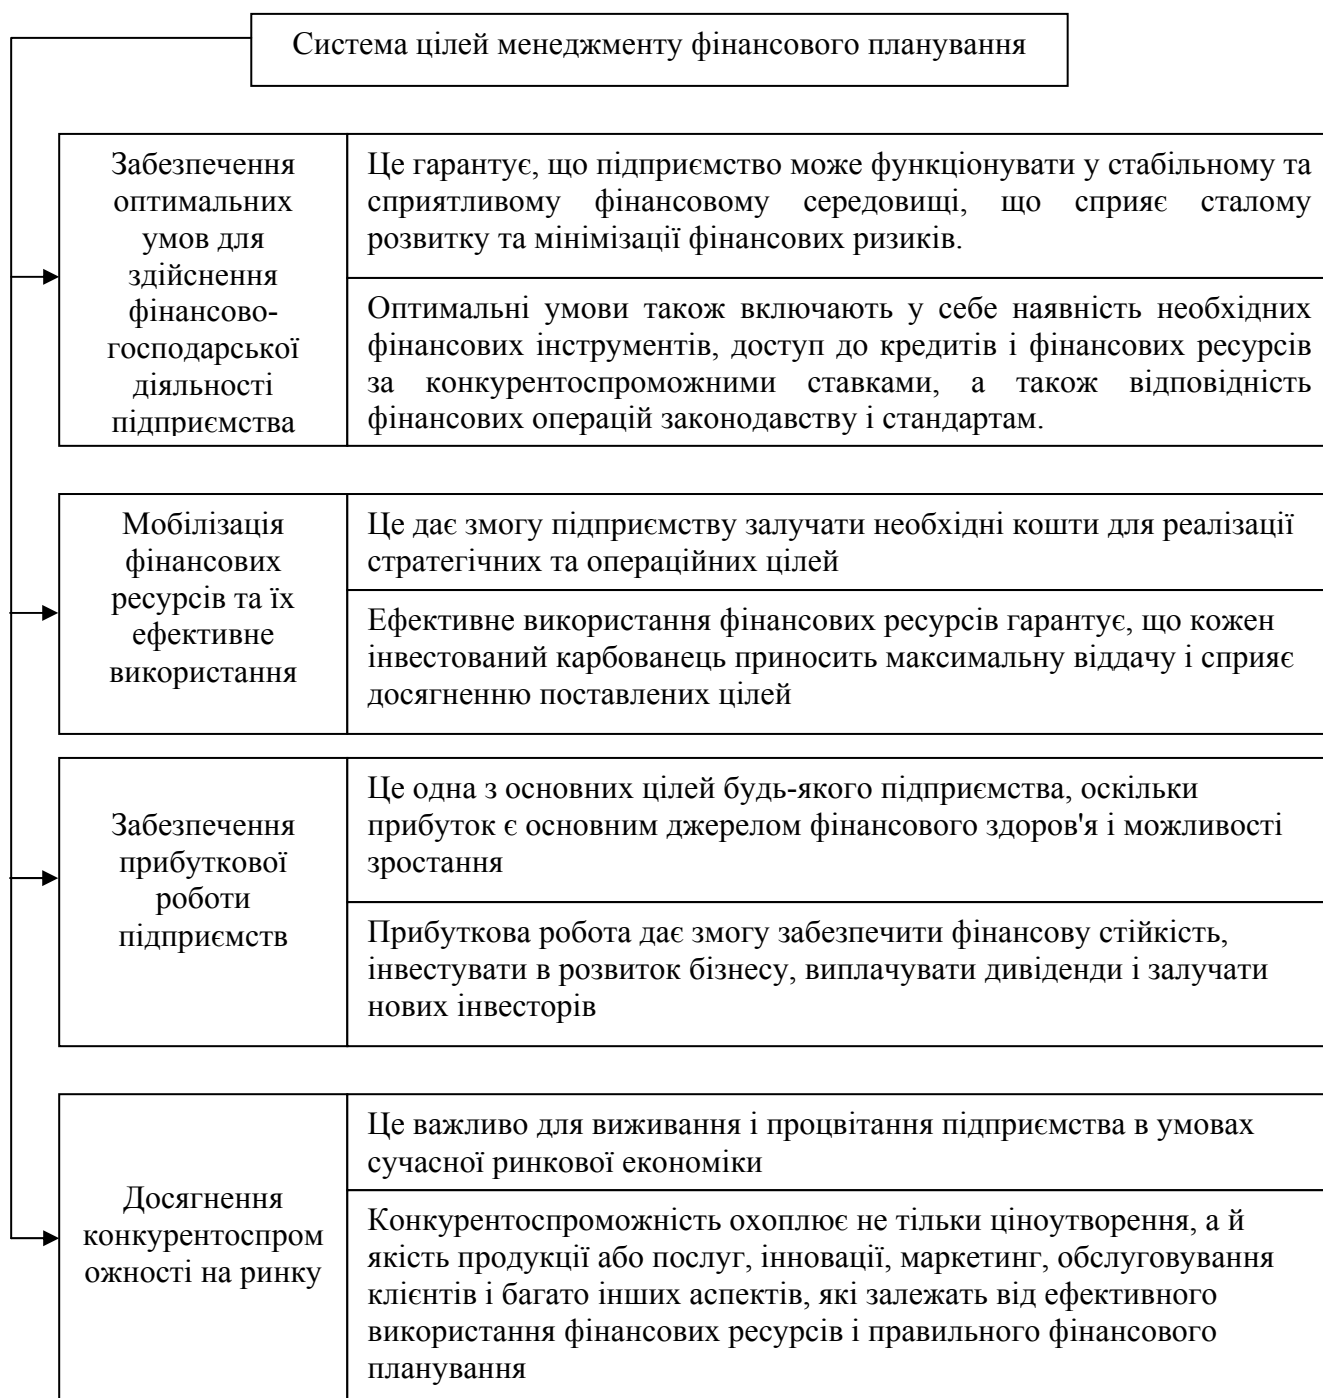 Система цілей менеджменту фінансового планування
Забезпечення
оптимальних
умов для
здійснення
фінансово-
господарської
діяльності
підприємства
Це гарантує, що підприємство може функціонувати у стабільному та
сприятливому фінансовому середовищі, що сприяє сталому
розвитку та мінімізації фінансових ризиків.
Оптимальні умови також включають у себе наявність необхідних
фінансових інструментів, доступ до кредитів і фінансових ресурсів
за конкурентоспроможними ставками, а також відповідність
фінансових операцій законодавству і стандартам.
Мобілізація
фінансових
ресурсів та їх
ефективне
використання
Це дає змогу підприємству залучати необхідні кошти для реалізації
стратегічних та операційних цілей
Ефективне використання фінансових ресурсів гарантує, що кожен
інвестований карбованець приносить максимальну віддачу і сприяє
досягненню поставлених цілей
Забезпечення
прибуткової
роботи
підприємств
Це одна з основних цілей будь-якого підприємства, оскільки
прибуток є основним джерелом фінансового здоров'я і можливості
зростання
Прибуткова робота дає змогу забезпечити фінансову стійкість,
інвестувати в розвиток бізнесу, виплачувати дивіденди і залучати
нових інвесторів
Досягнення
конкурентоспром
ожності на ринку
Це важливо для виживання і процвітання підприємства в умовах
сучасної ринкової економіки
Конкурентоспроможність охоплює не тільки ціноутворення, а й
якість продукції або послуг, інновації, маркетинг, обслуговування
клієнтів і багато інших аспектів, які залежать від ефективного
використання фінансових ресурсів і правильного фінансового
планування